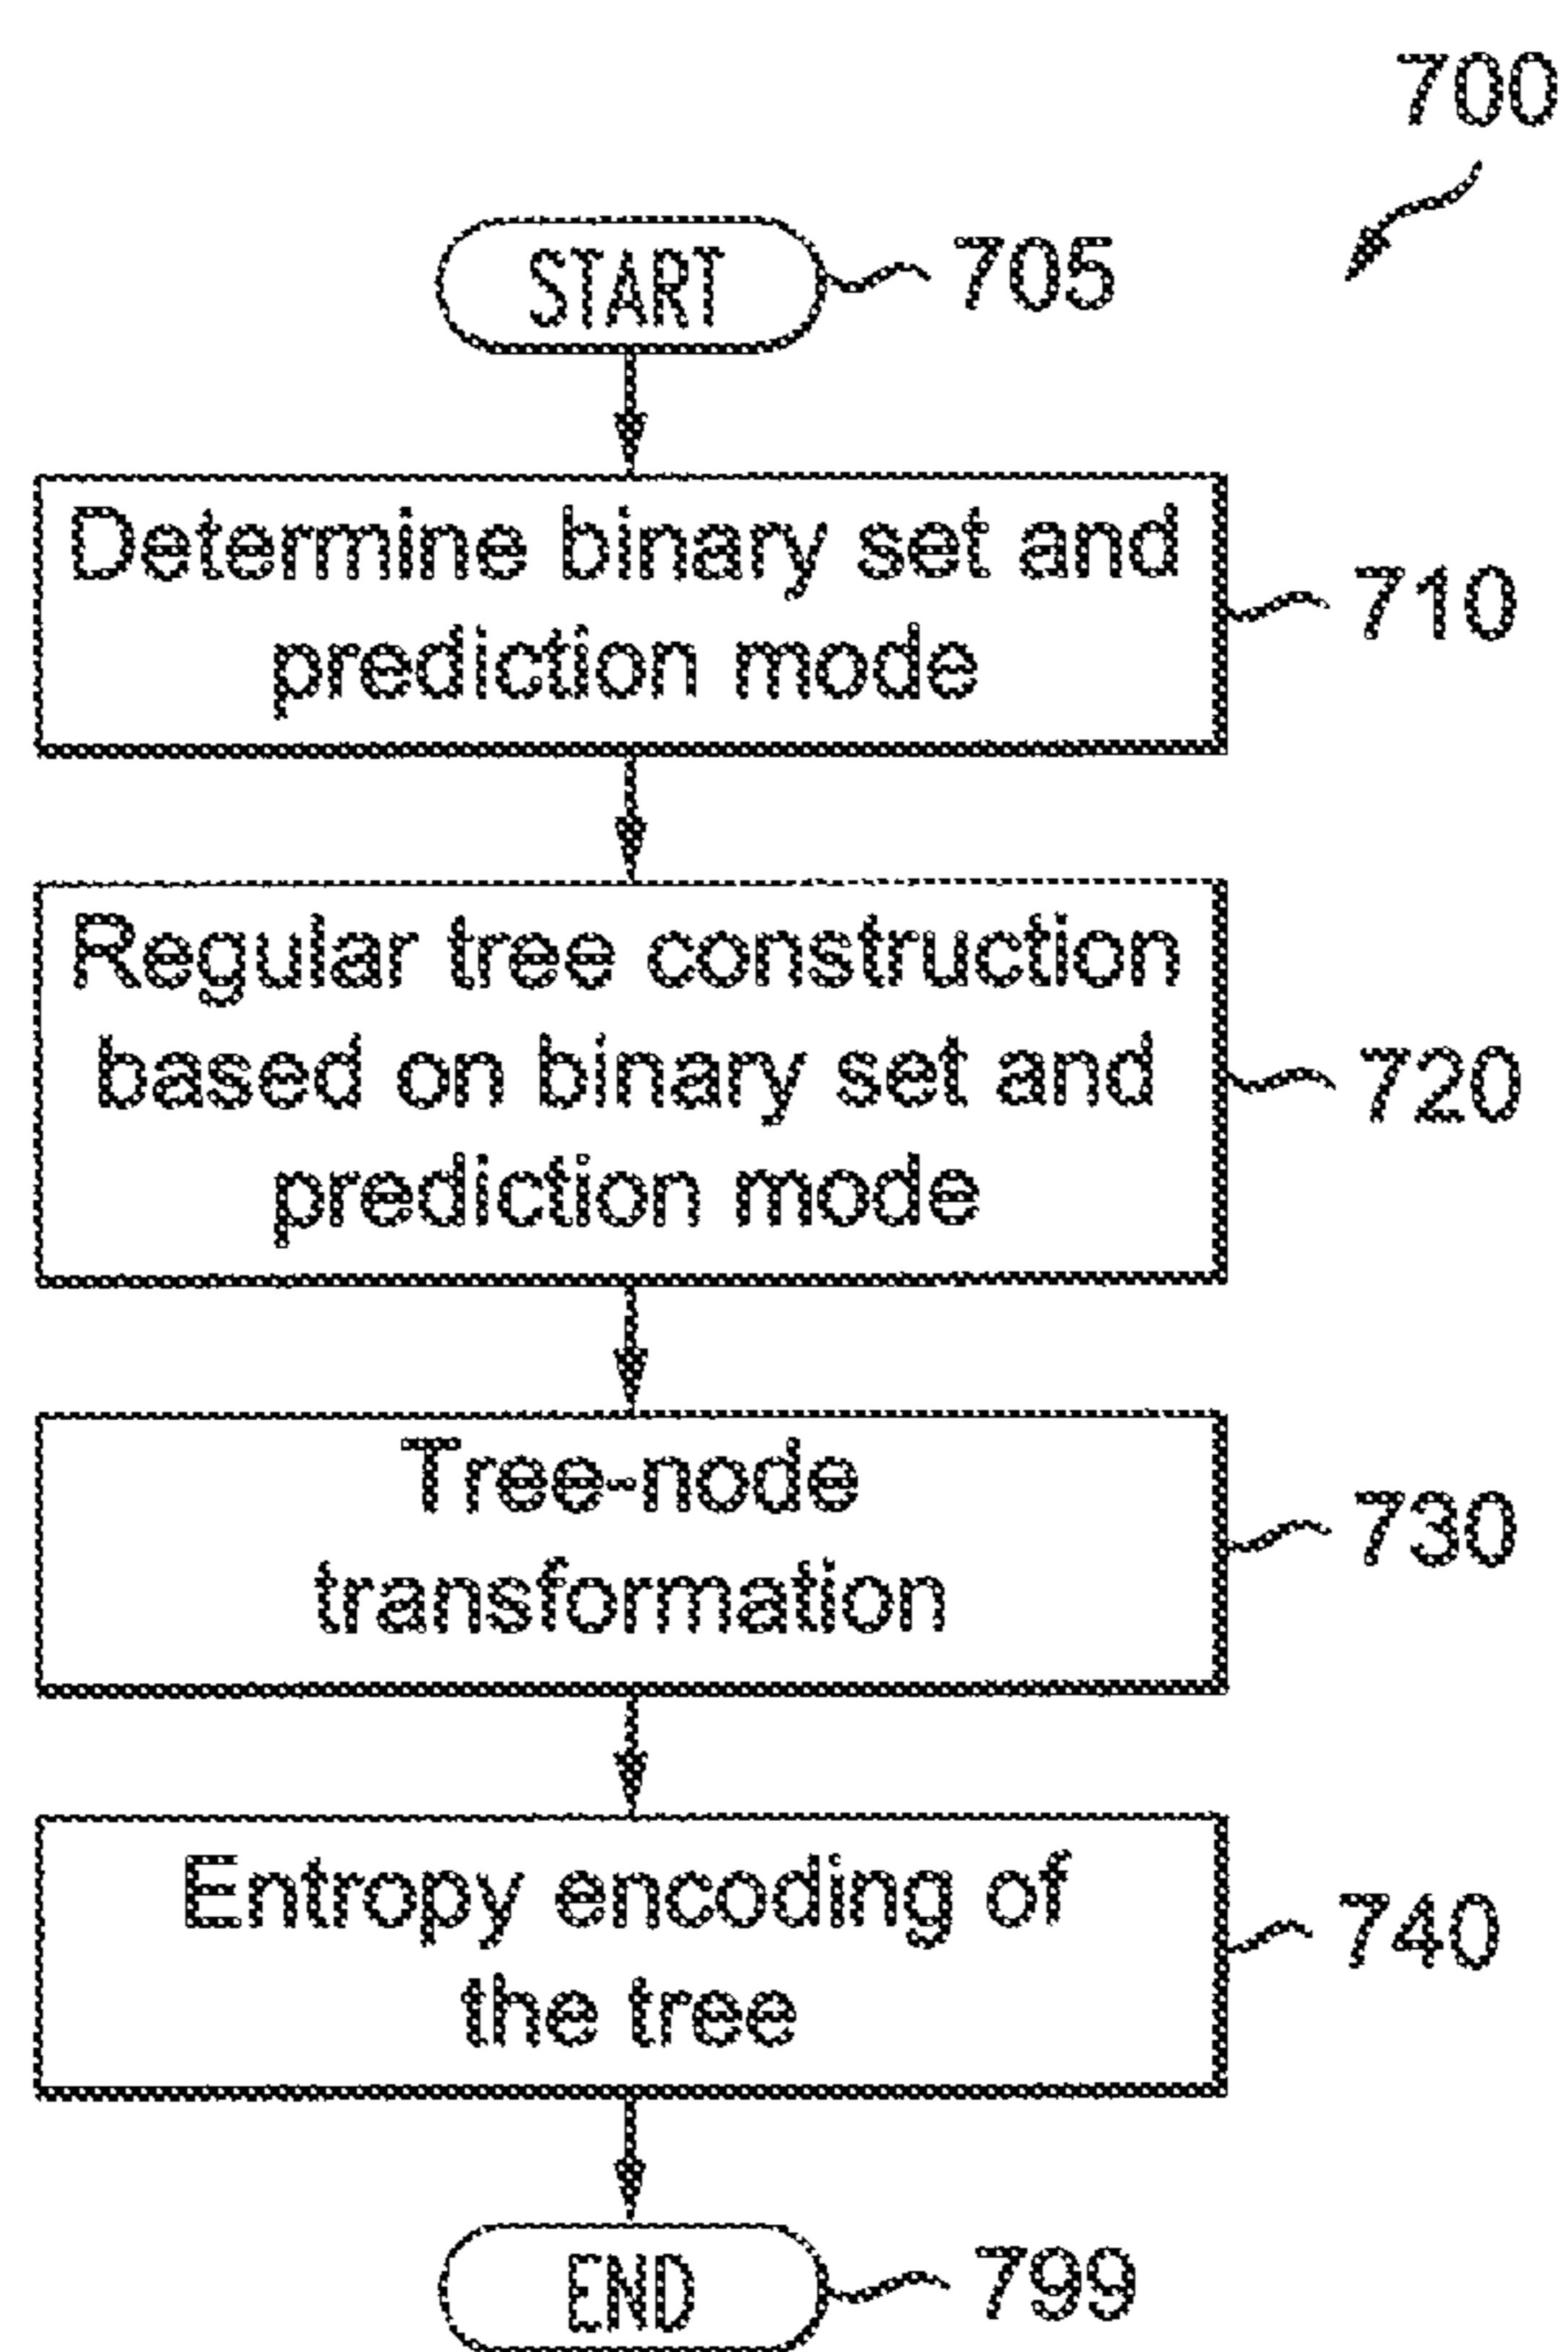 700
START
705
Determine binary set and
prediction mode
710
Regular tree construction
based on binary set and
prediction mode
720
Tree-node
transformation
730
Entropy encoding of
the tree
740
END
799